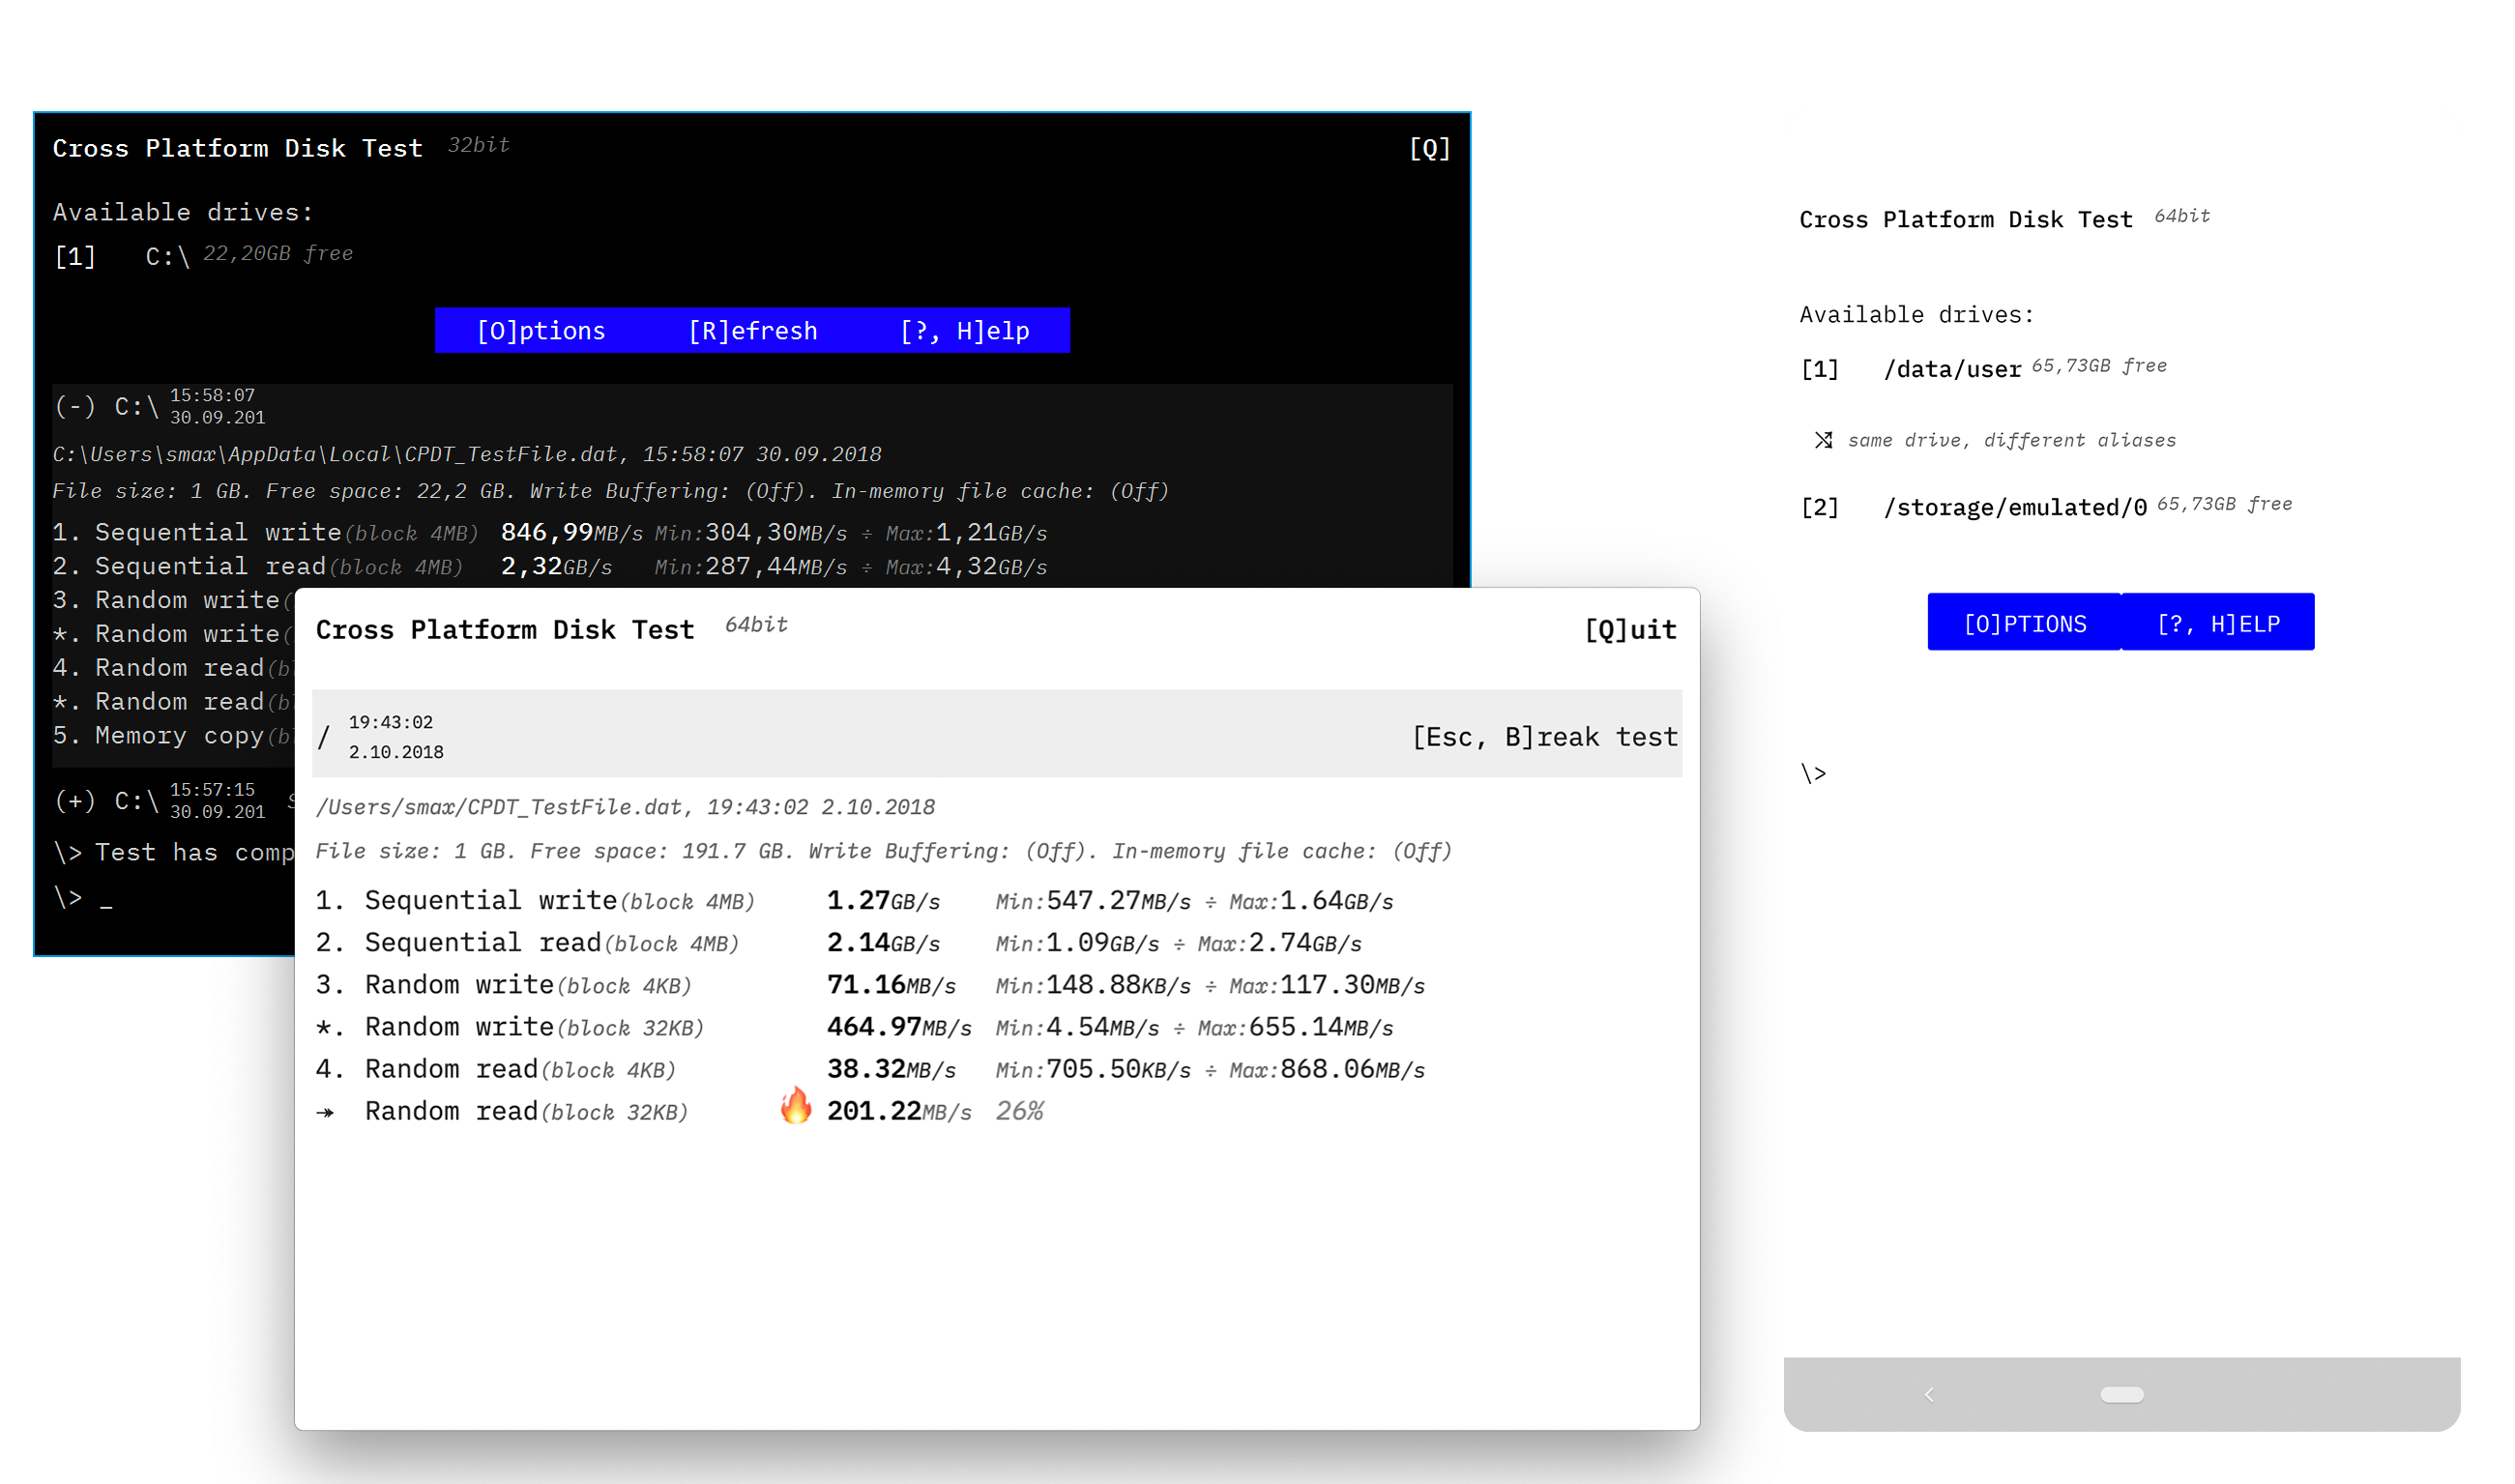 Cross Platform Disk Test 32bit [Q]
Available drives:
[1] C:\ 22,20GB free
[O]ptions [R]efresh [?, H]elp
(-) C:\ 15:58:07
30.09.201
C:\Users\smax\AppData\Local\CPDT_TestFile.dat, 15:58:07 30.09.2018
File size: 1 GB. Free space: 22,2 GB. Write Buffering: (Off). In-memory file cache: (Off)
1. Sequential write(block 4MB) 846,99MB/s Min:304,30MB/s ÷ Max:1,21GB/s
2. Sequential read(block 4MB) 2,32GB/s Min:287,44MB/s ÷ Max:4,32GB/s
3. Random write(
*. Random write(
4. Random read(bl
*. Random read(bl
5. Memory copy(bl
(+) C:\ 15:57:15
30.09.201
\> Test has comp
\> _
Cross Platform Disk Test 64bit [Q]uit
/ 19:43:02
2.10.2018
[Esc, B]reak test
/Users/smax/CPDT_TestFile.dat, 19:43:02 2.10.2018
File size: 1 GB. Free space: 191.7 GB. Write Buffering: (Off). In-memory file cache: (Off)
1. Sequential write(block 4MB) 1.27GB/s Min:547.27MB/s ÷ Max:1.64GB/s
2. Sequential read(block 4MB) 2.14GB/s Min:1.09GB/s ÷ Max:2.74GB/s
3. Random write(block 4KB) 71.16MB/s Min:148.88KB/s ÷ Max:117.30MB/s
*. Random write(block 32KB) 464.97MB/s Min:4.54MB/s ÷ Max:655.14MB/s
4. Random read(block 4KB) 38.32MB/s Min:705.50KB/s ÷ Max:868.06MB/s
↠ Random read(block 32KB) 🔥 201.22MB/s 26%
Cross Platform Disk Test 64bit
Available drives:
[1] /data/user 65,73GB free
⤨ same drive, different aliases
[2] /storage/emulated/0 65,73GB free
[O]PTIONS [?, H]ELP
\>